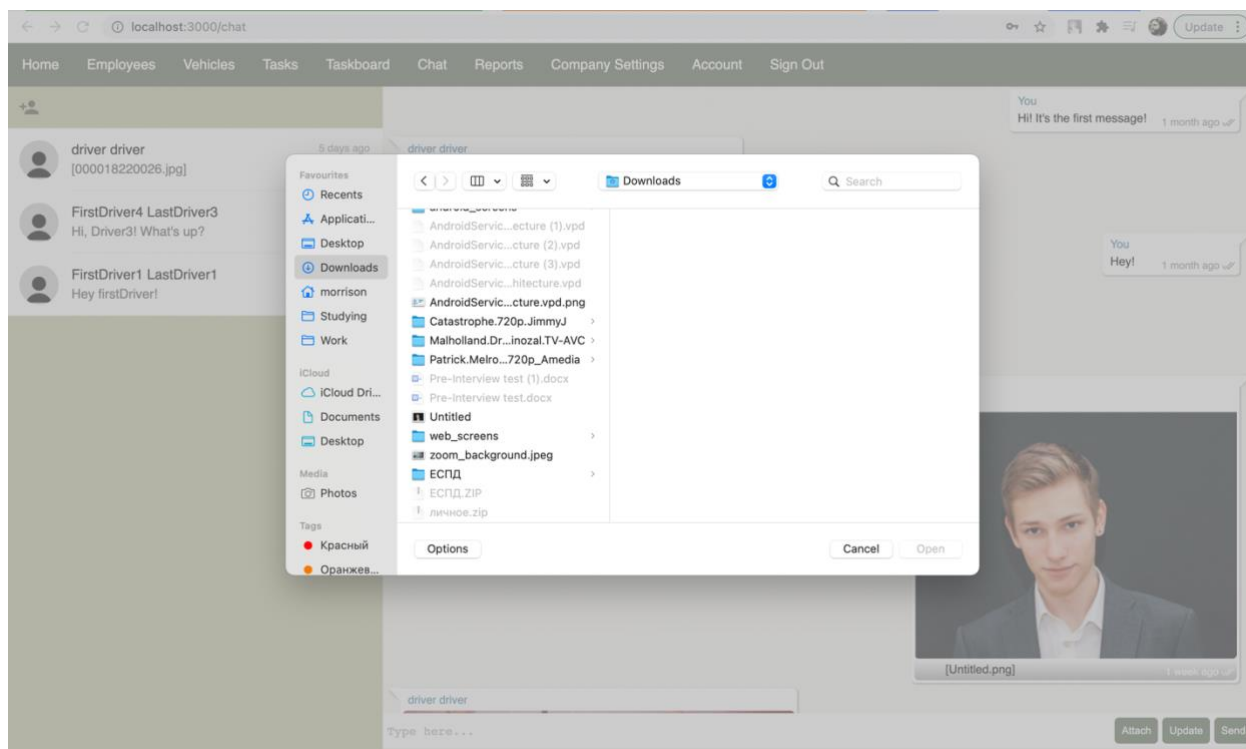 localhost:3000/chat
Update
Home Employees Vehicles Tasks Taskboard Chat Reports Company Settings Account Sign Out
driver driver 5 days ago
[000018220026.jpg]
FirstDriver4 LastDriver3
Hi, Driver3! What's up?
FirstDriver1 LastDriver1
Hey firstDriver!
driver driver
You
Hi! It's the first message! 1 month ago
You
Hey! 1 month ago
Favourites
Recents
Applicati...
Desktop
Downloads
morrison
Studying
Work
iCloud
iCloud Dri...
Documents
Desktop
Media
Photos
Tags
Красный
Оранжев...
Downloads
Search
android_screens
AndroidServic...ecture (1).vpd
AndroidServic...cture (2).vpd
AndroidServic...cture (3).vpd
AndroidServic...hitecture.vpd
AndroidServic...cture.vpd.png
Catastrophe.720p.JimmyJ
Malholland.Dr...inozal.TV-AVC
Patrick.Melro...720p_Amedia
Pre-Interview test (1).docx
Pre-Interview test.docx
Untitled
web_screens
zoom_background.jpeg
ЕСПД
ЕСПД.ZIP
личное.zip
Options
Cancel Open
[Untitled.png] 1 week ago
driver driver
Type here...
Attach Update Send